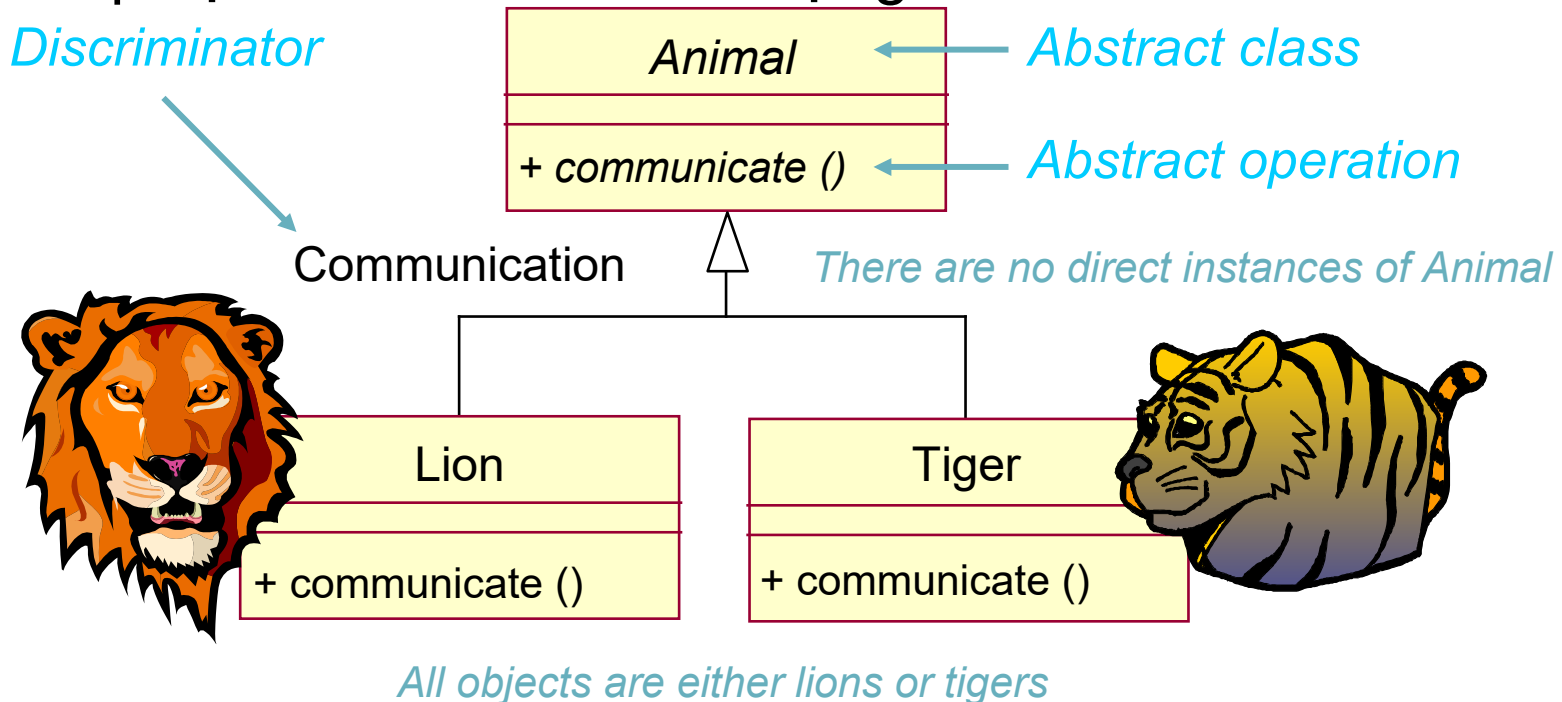 Discriminator
Animal
Abstract class
+ communicate ()
Abstract operation
Communication
There are no direct instances of Animal
Lion
Tiger
+ communicate ()
+ communicate ()
All objects are either lions or tigers